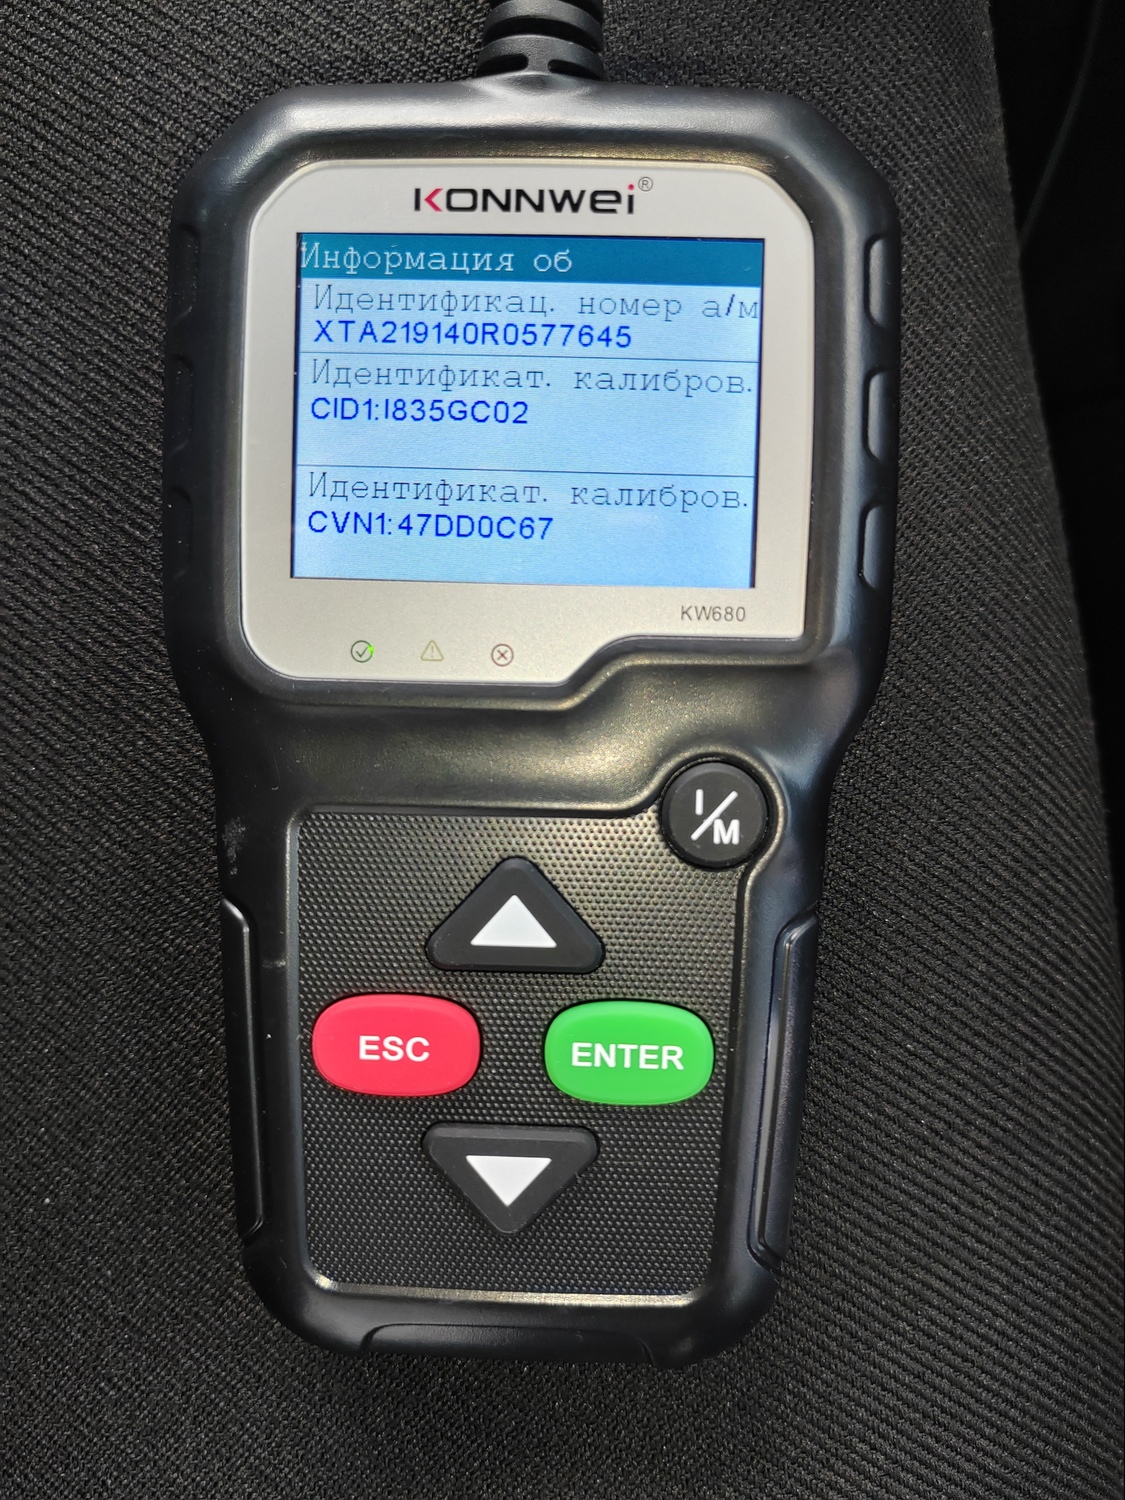 KONNWEI®
Информация об
Идентификац. номер а/м
XTA219140R0577645
Идентификат. калибров.
CID1:I835GC02
Идентификат. калибров.
CVN1:47DD0C67
KW680
I/M
ESC
ENTER